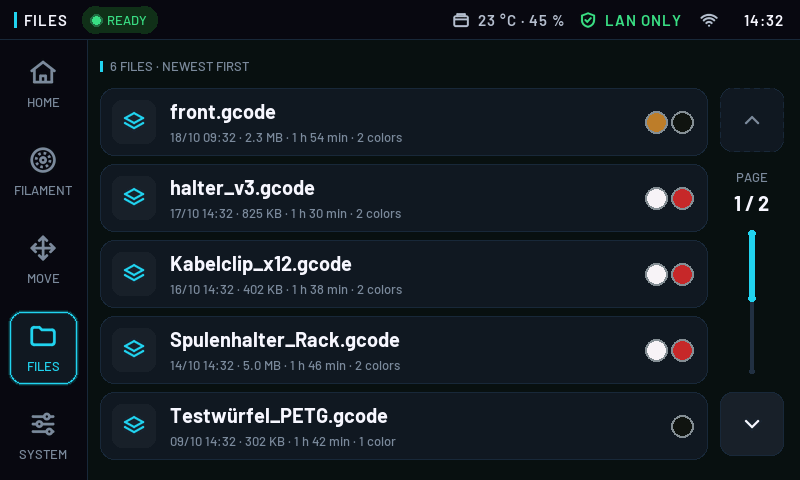 FILES
READY
23 °C · 45 %
LAN ONLY
14:32
HOME
FILAMENT
MOVE
FILES
SYSTEM
6 FILES · NEWEST FIRST
front.gcode
18/10 09:32 · 2.3 MB · 1 h 54 min · 2 colors
halter_v3.gcode
17/10 14:32 · 825 KB · 1 h 30 min · 2 colors
Kabelclip_x12.gcode
16/10 14:32 · 402 KB · 1 h 38 min · 2 colors
Spulenhalter_Rack.gcode
14/10 14:32 · 5.0 MB · 1 h 46 min · 2 colors
Testwürfel_PETG.gcode
09/10 14:32 · 302 KB · 1 h 42 min · 1 color
PAGE
1 / 2